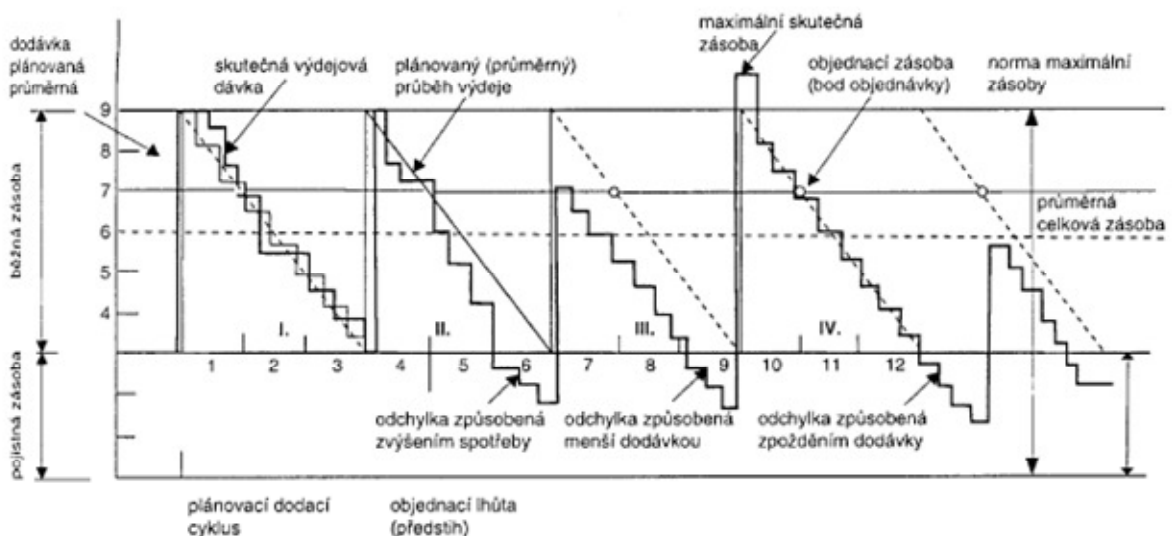 dodávka
plánovaná
průměrná
skutečná výdejová
dávka
plánovaný (průměrný)
průběh výdeje
maximální skutečná
zásoba
objednací zásoba
(bod objednávky)
norma maximální
zásoby
průměrná
celková zásoba
běžná zásoba
pojistná zásoba
9
8
7
6
5
4
I.
II.
III.
IV.
1
2
3
4
5
6
7
8
9
10
11
12
odchylka způsobená
zvýšením spotřeby
odchylka způsobená
menší dodávkou
odchylka způsobená
zpožděním dodávky
plánovací dodací
cyklus
objednací lhůta
(předstih)